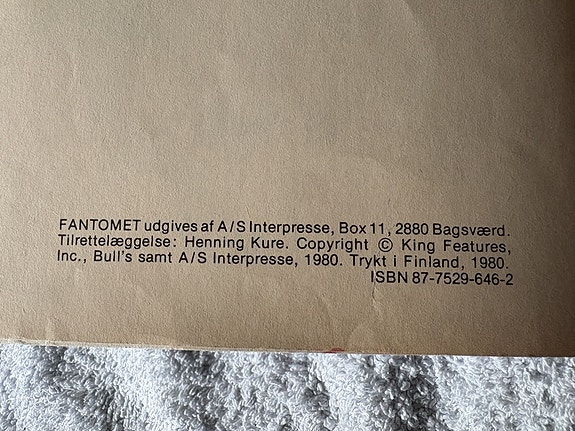 FANTOMET udgives af A/S Interpresse, Box 11, 2880 Bagsværd.
Tilrettelæggelse: Henning Kure. Copyright © King Features,
Inc., Bull's samt A/S Interpresse, 1980. Trykt i Finland, 1980.
ISBN 87-7529-646-2